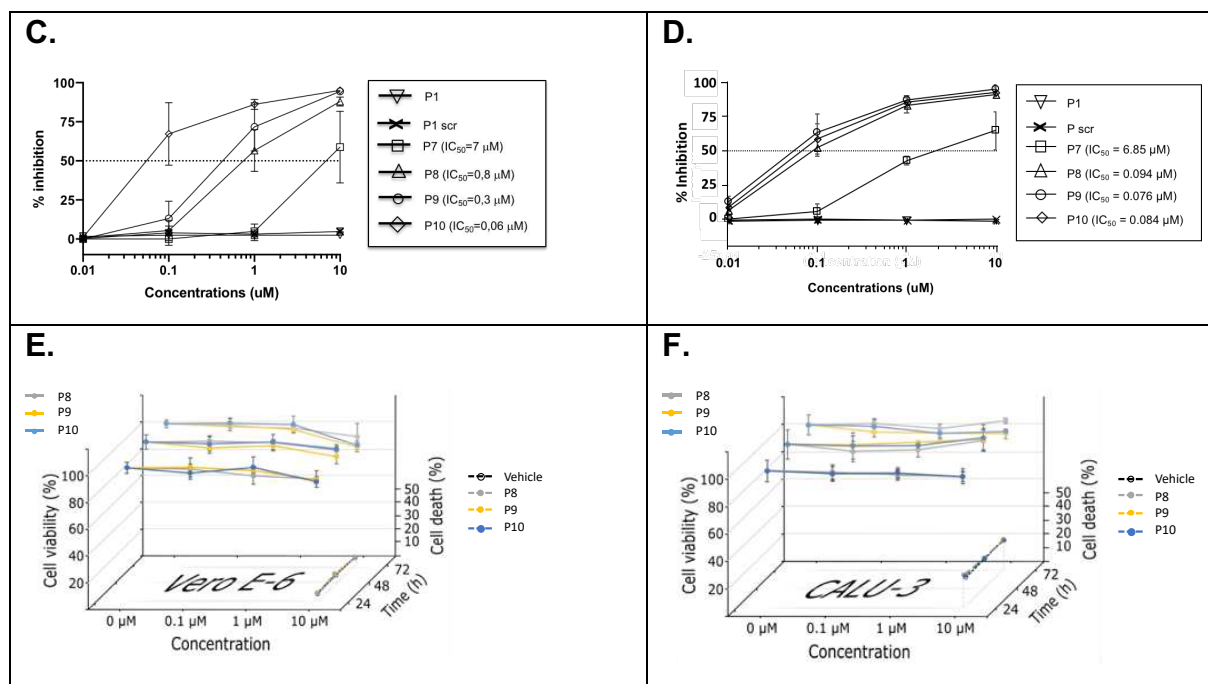 C.
% inhibition
100
75
50
25
0
0.01
0.1
1
10
Concentrations (uM)
P1
P1 scr
P7 (IC50=7 µM)
P8 (IC50=0,8 µM)
P9 (IC50=0,3 µM)
P10 (IC50=0,06 µM)
D.
% Inhibition
100
75
50
25
0
0.01
0.1
1
10
Concentrations (uM)
P1
P scr
P7 (IC50 = 6.85 µM)
P8 (IC50 = 0.094 µM)
P9 (IC50 = 0.076 µM)
P10 (IC50 = 0.084 µM)
E.
P8
P9
P10
Cell viability (%)
100
80
60
40
20
Cell death (%)
50
40
30
20
10
Vero E-6
72
48
24
Time (h)
0 µM
0.1 µM
1 µM
10 µM
Concentration
Vehicle
P8
P9
P10
F.
P8
P9
P10
Cell viability (%)
100
80
60
40
20
Cell death (%)
50
40
30
20
10
CALU-3
72
48
24
Time (h)
0 µM
0.1 µM
1 µM
10 µM
Concentration
Vehicle
P8
P9
P10